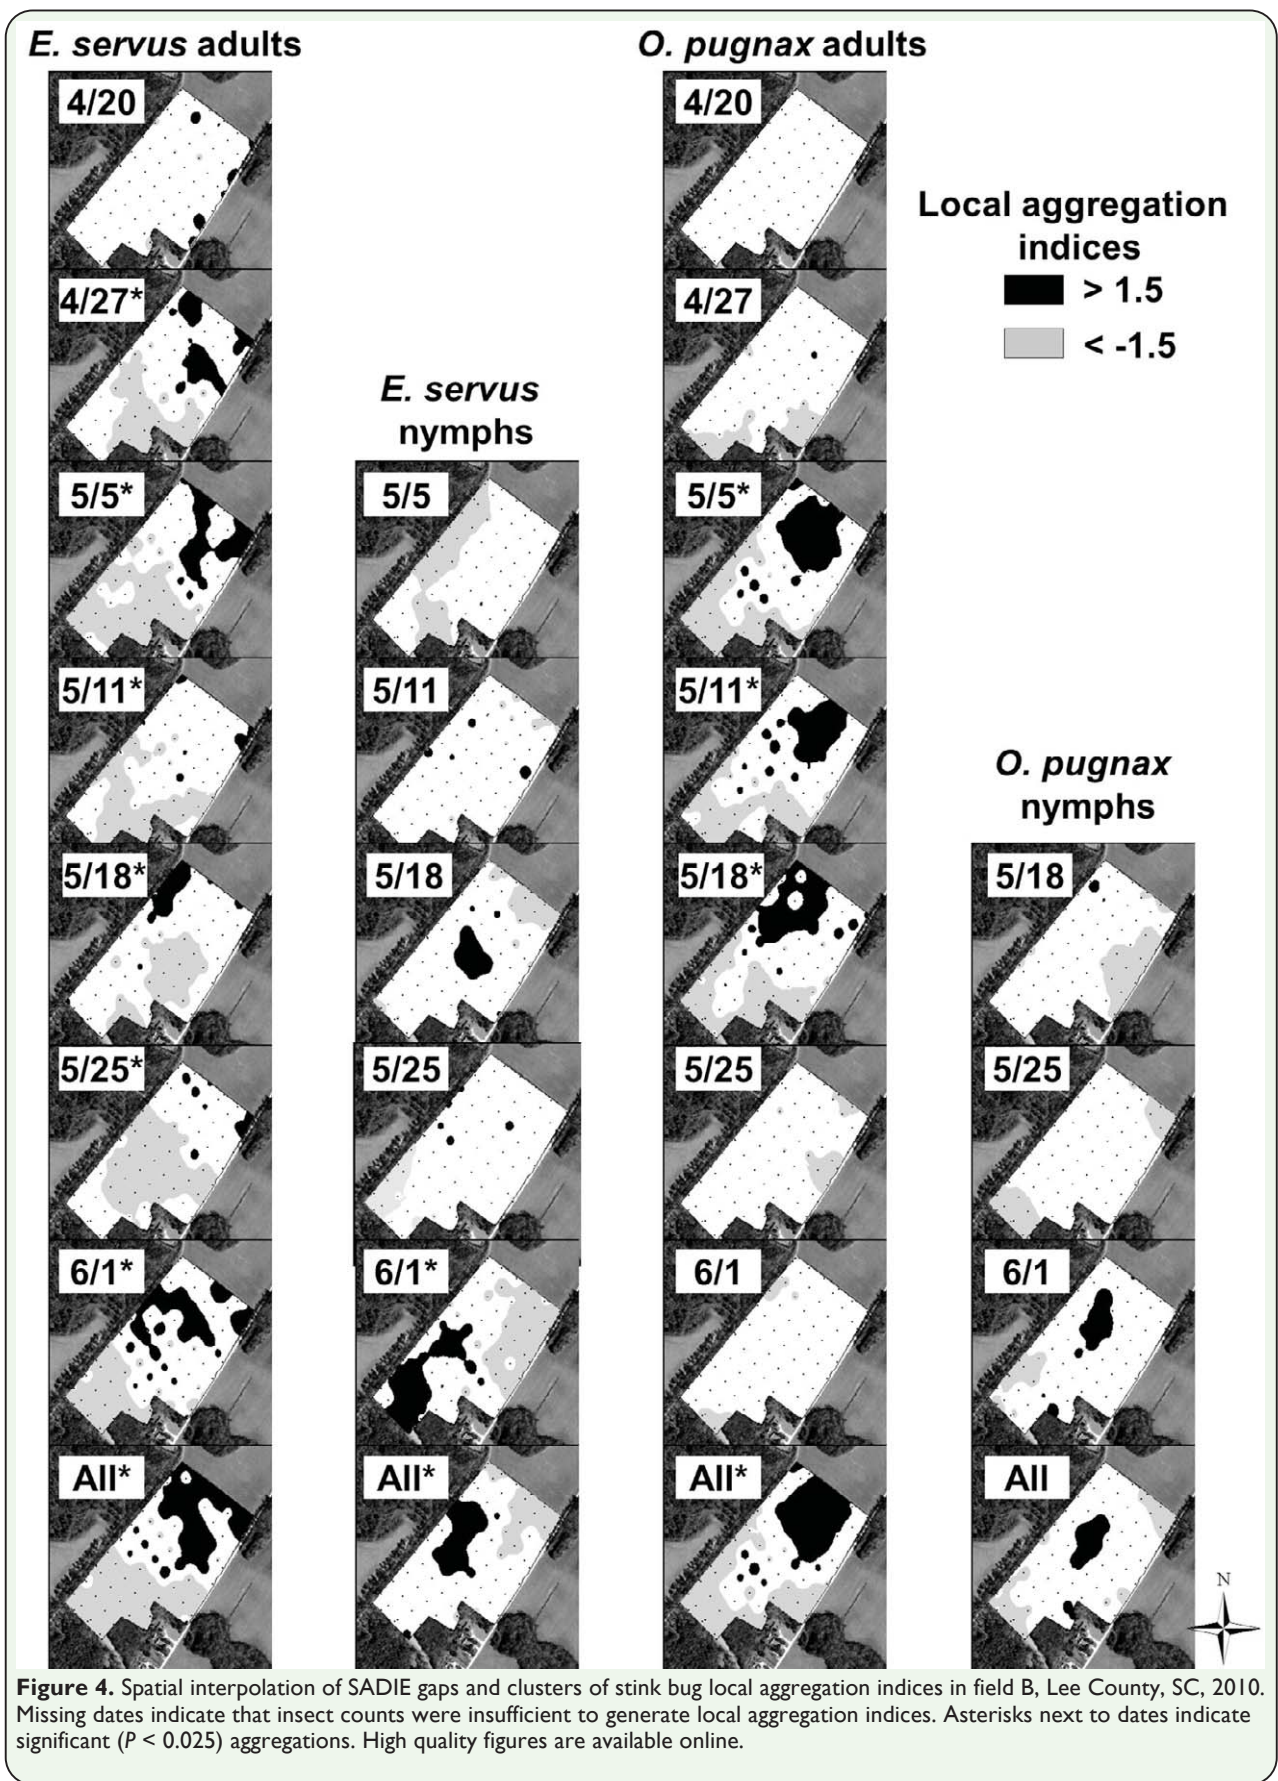 E. servus adults
4/20
4/27*
5/5*
5/11*
5/18*
5/25*
6/1*
All*
E. servus
nymphs
5/5
5/11
5/18
5/25
6/1*
All*
O. pugnax adults
4/20
4/27
5/5*
5/11*
5/18*
5/25
6/1
All*
O. pugnax
nymphs
5/18
5/25
6/1
All
Local aggregation
indices
> 1.5
< -1.5
N
Figure 4. Spatial interpolation of SADIE gaps and clusters of stink bug local aggregation indices in field B, Lee County, SC, 2010.
Missing dates indicate that insect counts were insufficient to generate local aggregation indices. Asterisks next to dates indicate
significant (P < 0.025) aggregations. High quality figures are available online.